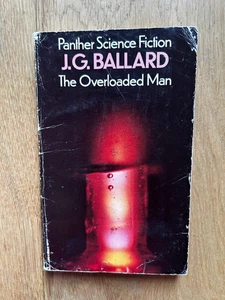 Panther Science Fiction
J.G. BALLARD
The Overloaded Man